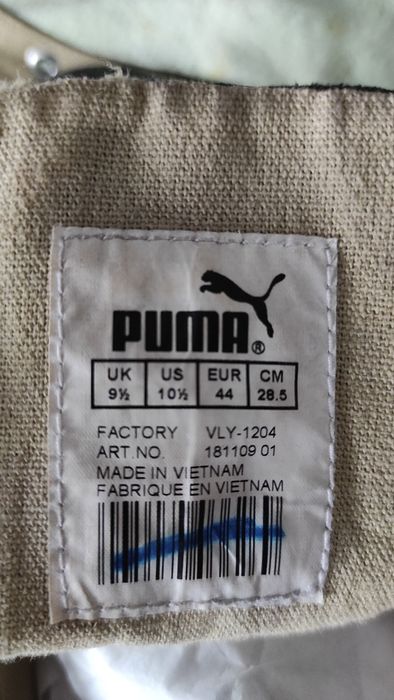 PUMA®
UK US EUR CM
9½ 10½ 44 28.5
FACTORY VLY-1204
ART.NO. 181109 01
MADE IN VIETNAM
FABRIQUE EN VIETNAM